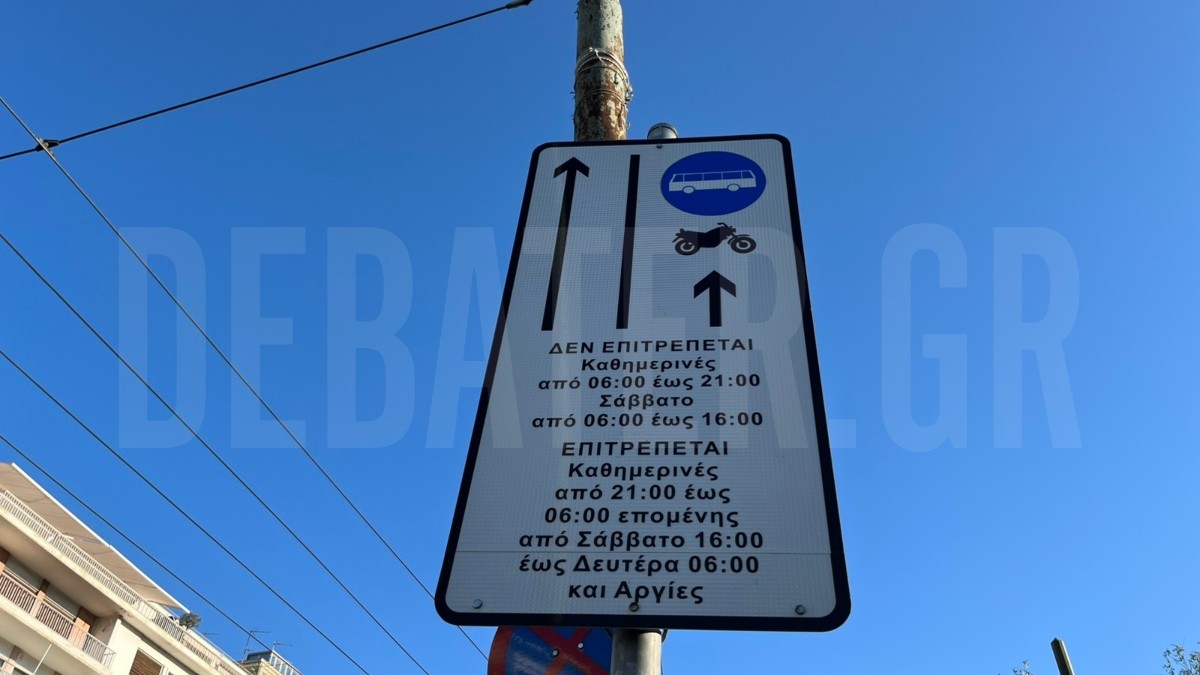 ΔΕΝ ΕΠΙΤΡΕΠΕΤΑΙ
Καθημερινές
από 06:00 έως 21:00
Σάββατο
από 06:00 έως 16:00
ΕΠΙΤΡΕΠΕΤΑΙ
Καθημερινές
από 21:00 έως
06:00 επομένης
από Σάββατο 16:00
έως Δευτέρα 06:00
και Αργίες
DEBATER.GR